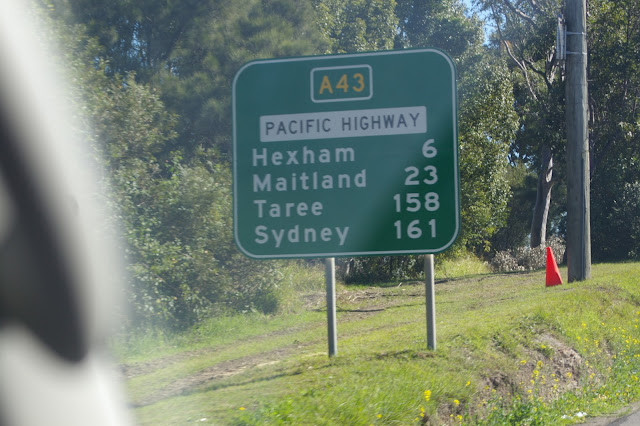 A43
PACIFIC HIGHWAY
Hexham 6
Maitland 23
Taree 158
Sydney 161